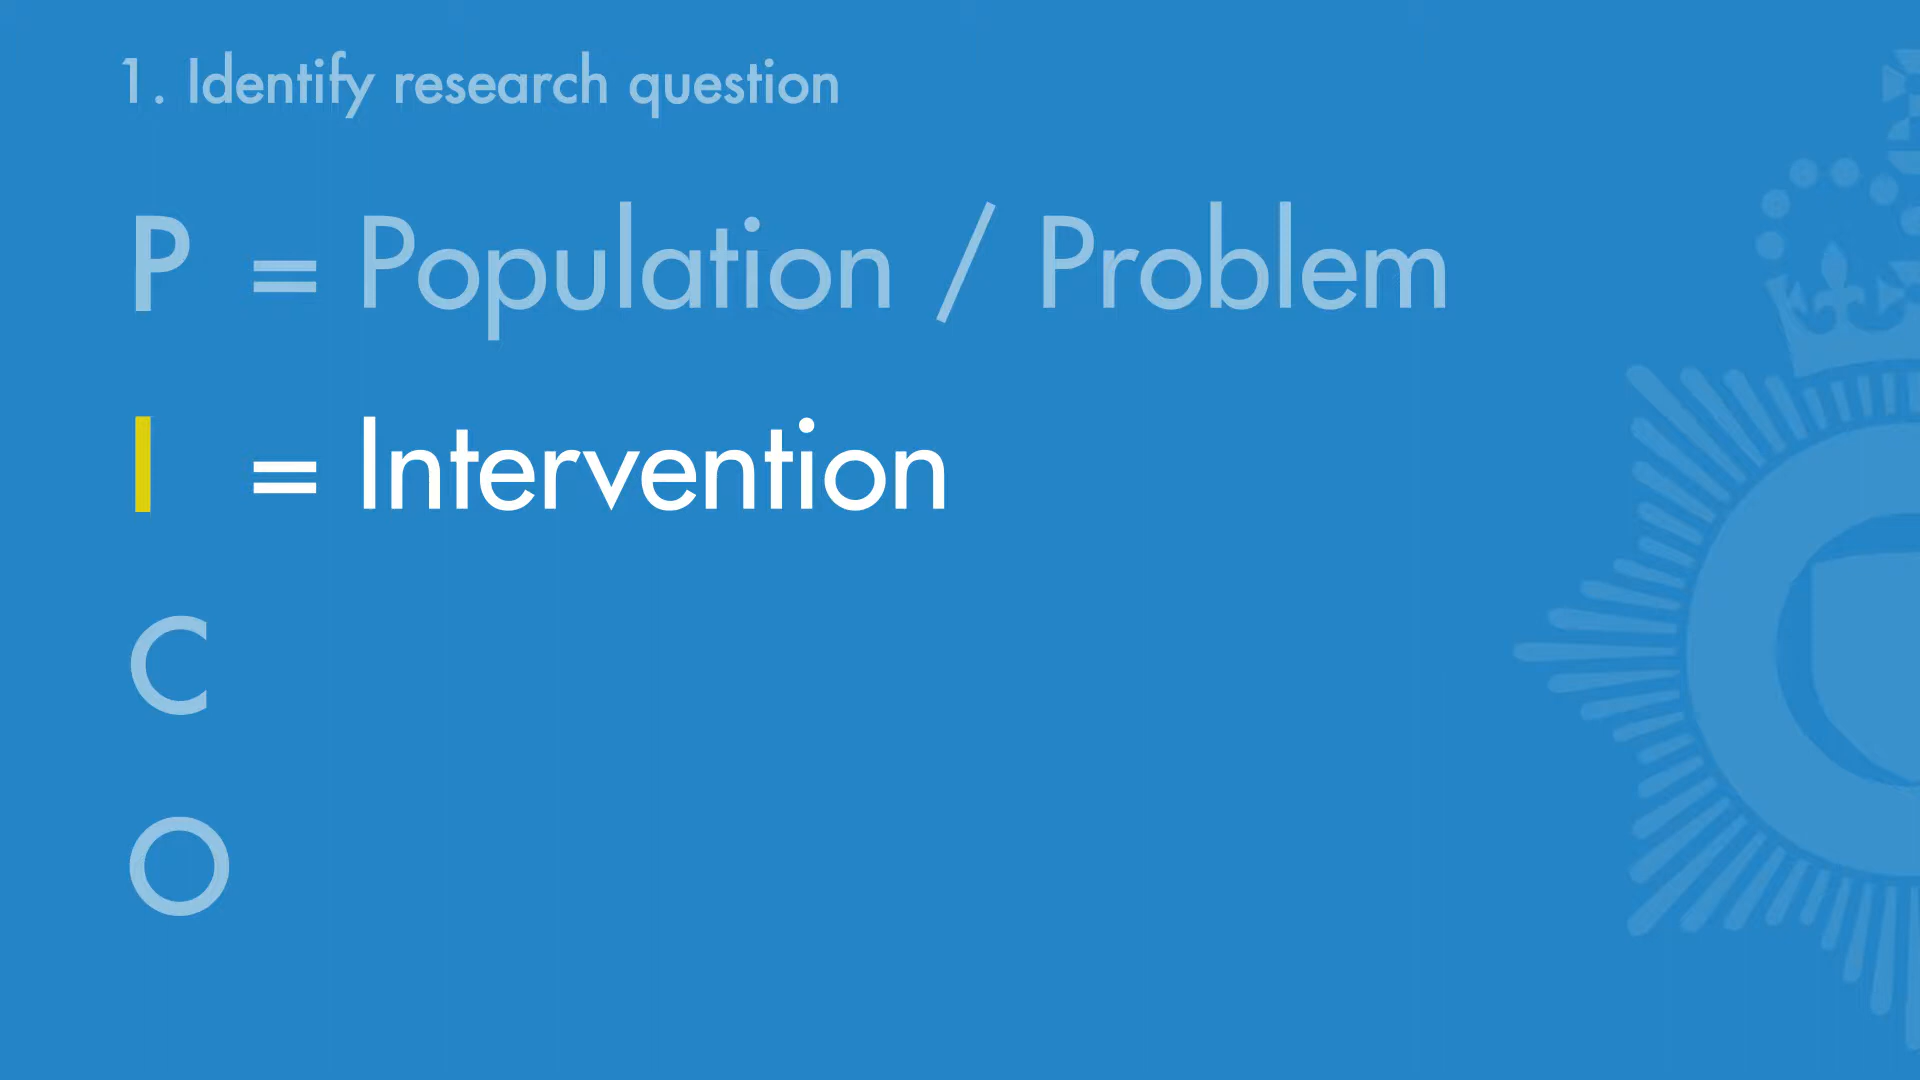 1. Identify research question
P = Population / Problem
I = Intervention
C
O